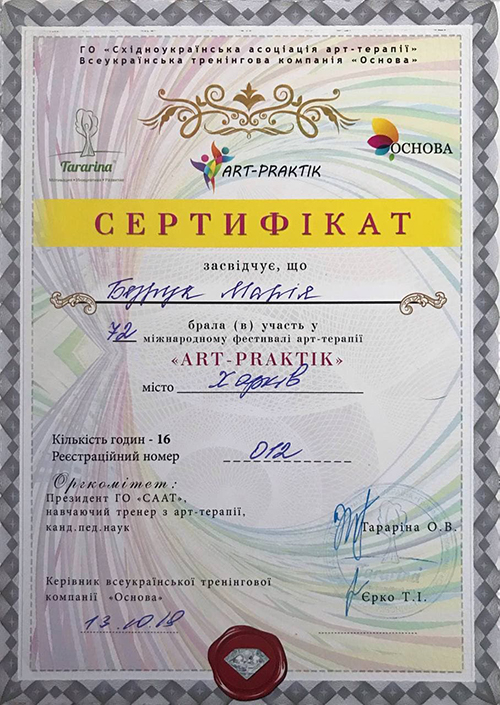 ГО «Східноукраїнська асоціація арт-терапії»
Всеукраїнська тренінгова компанія «Основа»
Tararina
ОСНОВА
ART-PRAKTIK
СЕРТИФІКАТ
засвідчує, що
Марія
72 брала (в) участь у
міжнародному фестивалі арт-терапії
«ART-PRAKTIK»
місто Харків
Кількість годин - 16
Реєстраційний номер 012
Оргкомітет:
Президент ГО «СААТ»,
навчаючий тренер з арт-терапії,
канд.пед.наук
Тараріна О.В.
Керівник всеукраїнської тренінгової
компанії «Основа»
Єрко Т.І.
13.10.18